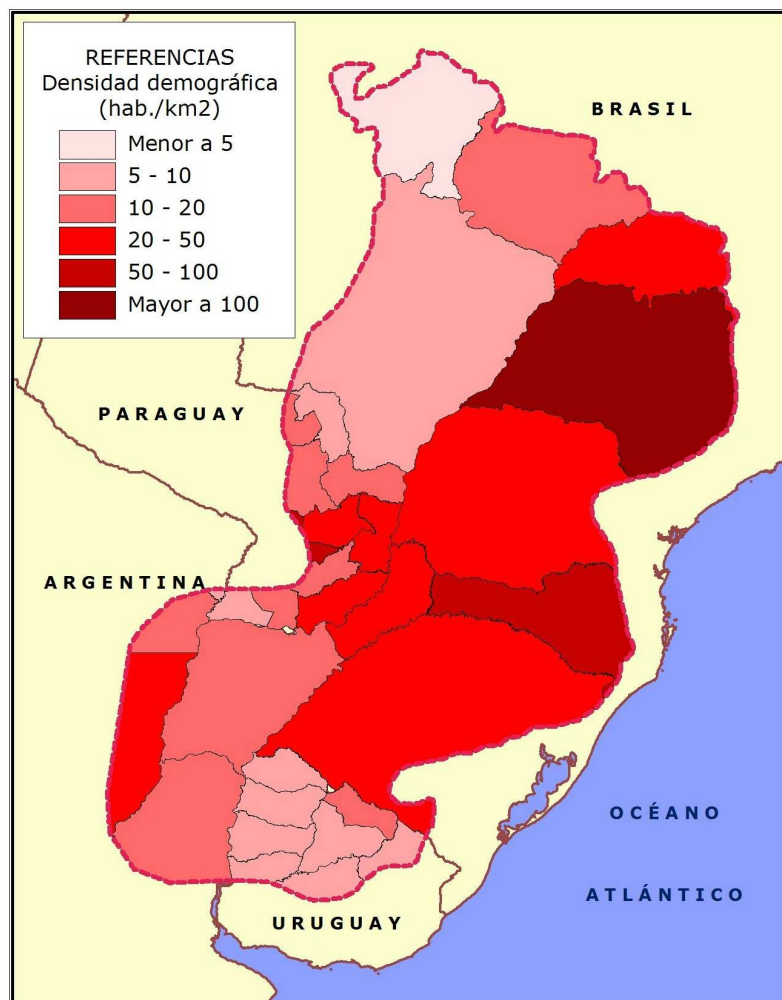 REFERENCIAS
Densidad demográfica
(hab./km2)
Menor a 5
5 - 10
10 - 20
20 - 50
50 - 100
Mayor a 100
BRASIL
PARAGUAY
ARGENTINA
OCÉANO
ATLÁNTICO
URUGUAY